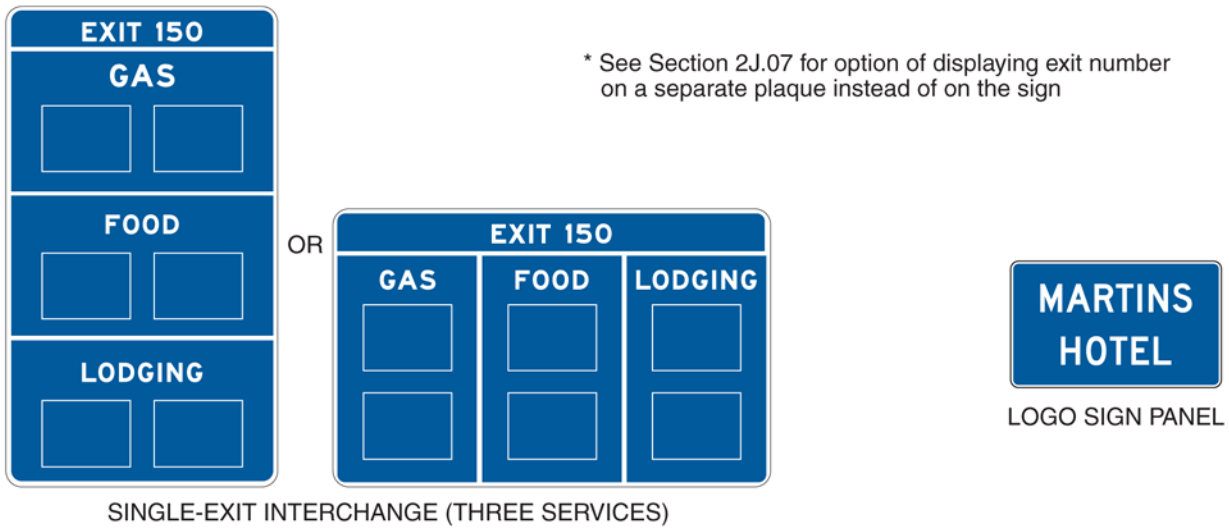 EXIT 150
GAS
FOOD
LODGING
OR
EXIT 150
GAS FOOD LODGING
* See Section 2J.07 for option of displaying exit number
on a separate plaque instead of on the sign
MARTINS
HOTEL
LOGO SIGN PANEL
SINGLE-EXIT INTERCHANGE (THREE SERVICES)